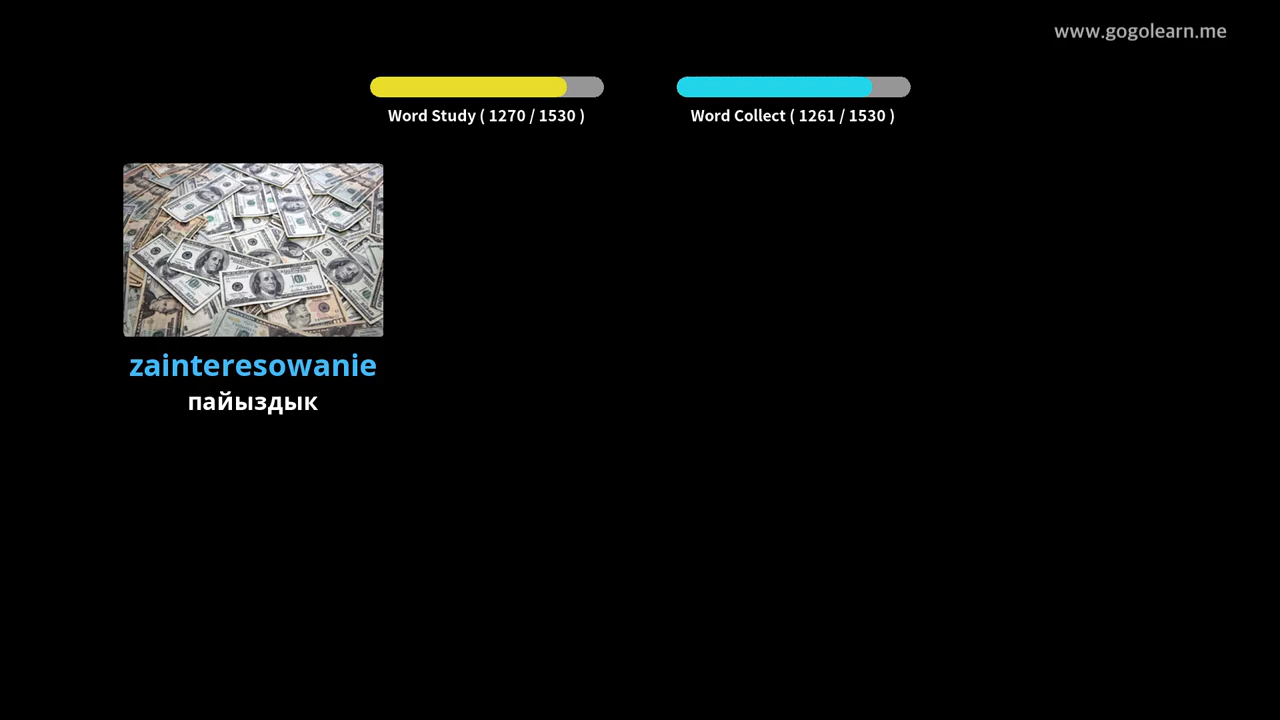 www.gogolearn.me
Word Study ( 1270 / 1530 )
Word Collect ( 1261 / 1530 )
zainteresowanie
пайыздык